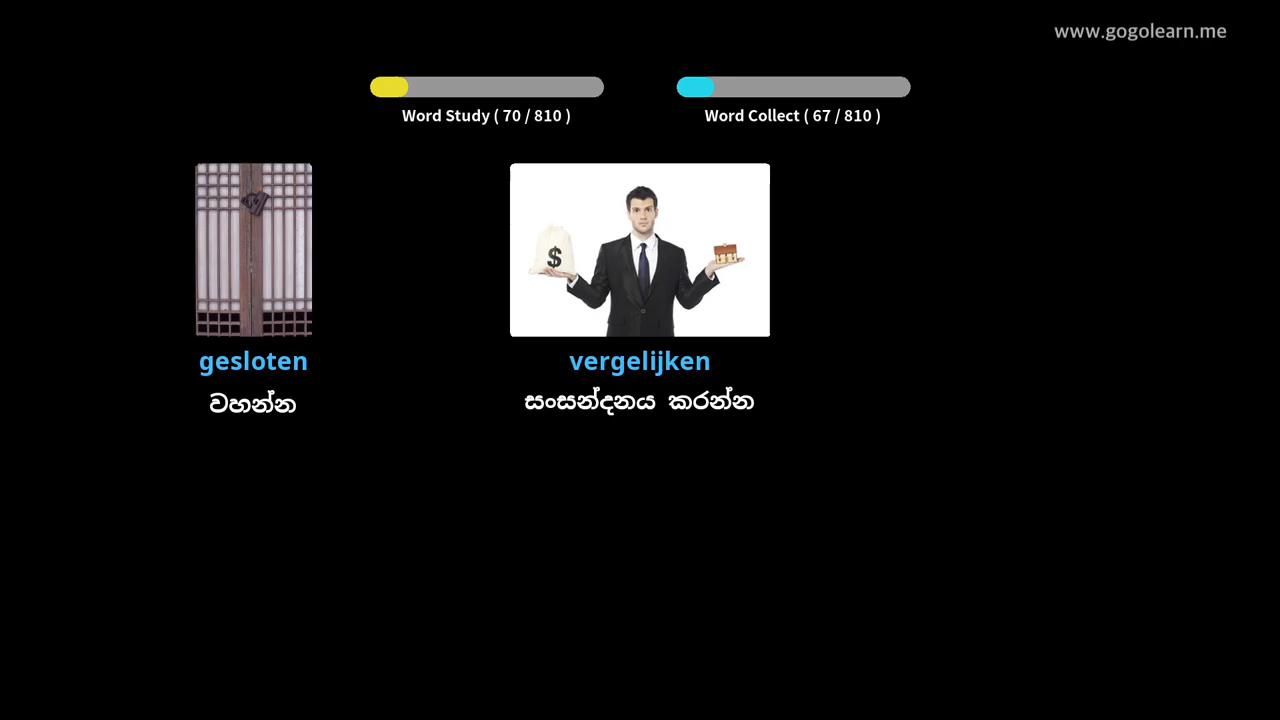 www.gogolearn.me
Word Study ( 70 / 810 )
Word Collect ( 67 / 810 )
$
gesloten
vergelijken
වහන්න
සංසන්දනය කරන්න